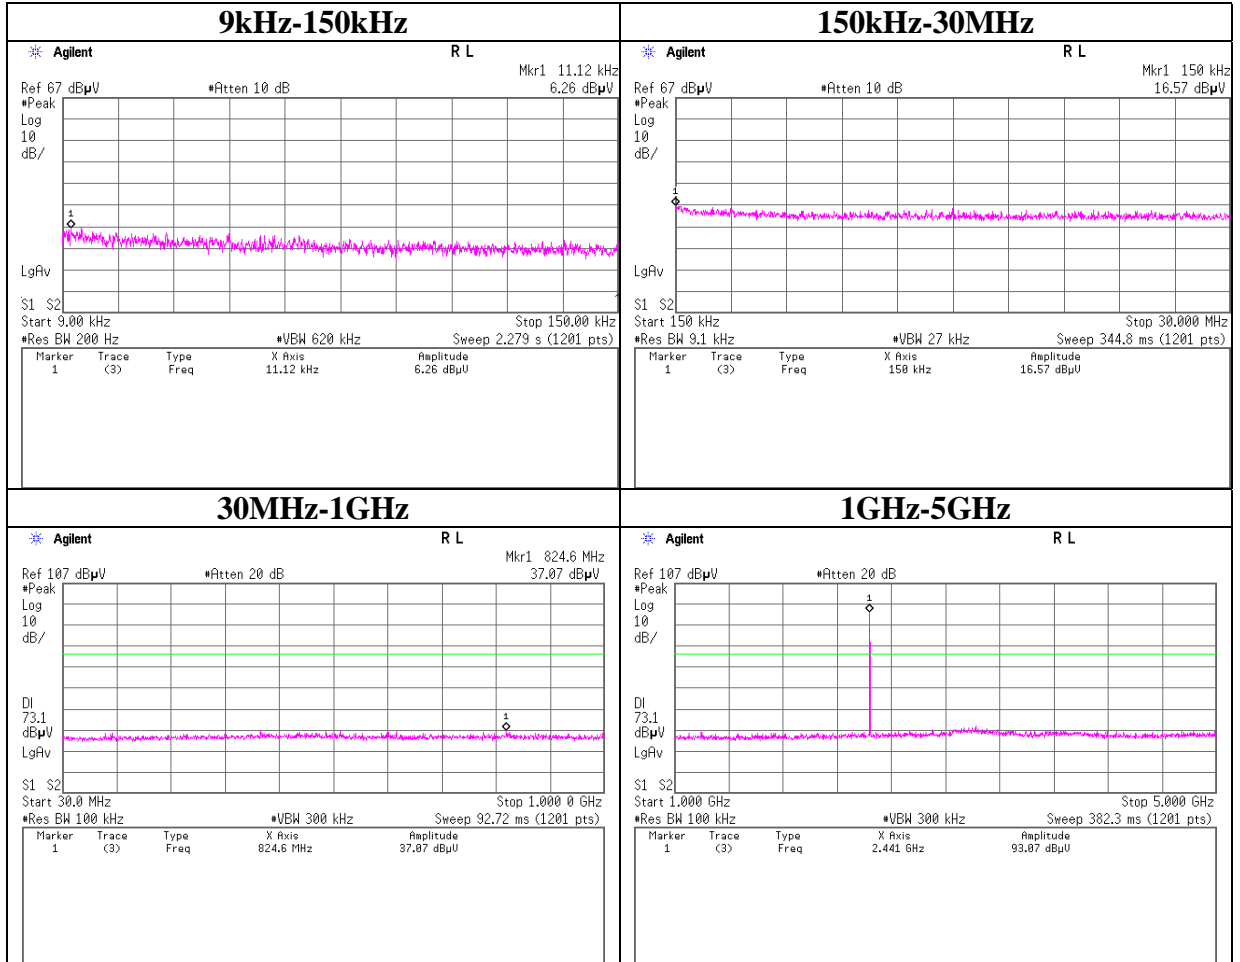 9kHz-150kHz
Agilent
R L
Mkr1 11.12 kHz
Ref 67 dBµV #Atten 10 dB 6.26 dBµV
#Peak
Log
10
dB/
1
LgAv
S1 S2
Start 9.00 kHz Stop 150.00 kHz
#Res BW 200 Hz #VBW 620 kHz Sweep 2.279 s (1201 pts)
Marker Trace Type X Axis Amplitude
1 (3) Freq 11.12 kHz 6.26 dBµV
150kHz-30MHz
Agilent
R L
Mkr1 150 kHz
Ref 67 dBµV #Atten 10 dB 16.57 dBµV
#Peak
Log
10
dB/
1
LgAv
S1 S2
Start 150 kHz Stop 30.000 MHz
#Res BW 9.1 kHz #VBW 27 kHz Sweep 344.8 ms (1201 pts)
Marker Trace Type X Axis Amplitude
1 (3) Freq 150 kHz 16.57 dBµV
30MHz-1GHz
Agilent
R L
Mkr1 824.6 MHz
Ref 107 dBµV #Atten 20 dB 37.07 dBµV
#Peak
Log
10
dB/
DI
73.1
dBµV
1
LgAv
S1 S2
Start 30.0 MHz Stop 1.000 0 GHz
#Res BW 100 kHz #VBW 300 kHz Sweep 92.72 ms (1201 pts)
Marker Trace Type X Axis Amplitude
1 (3) Freq 824.6 MHz 37.07 dBµV
1GHz-5GHz
Agilent
R L
Ref 107 dBµV #Atten 20 dB
#Peak
Log
10
dB/
1
DI
73.1
dBµV
LgAv
S1 S2
Start 1.000 GHz Stop 5.000 GHz
#Res BW 100 kHz #VBW 300 kHz Sweep 382.3 ms (1201 pts)
Marker Trace Type X Axis Amplitude
1 (3) Freq 2.441 GHz 93.07 dBµV